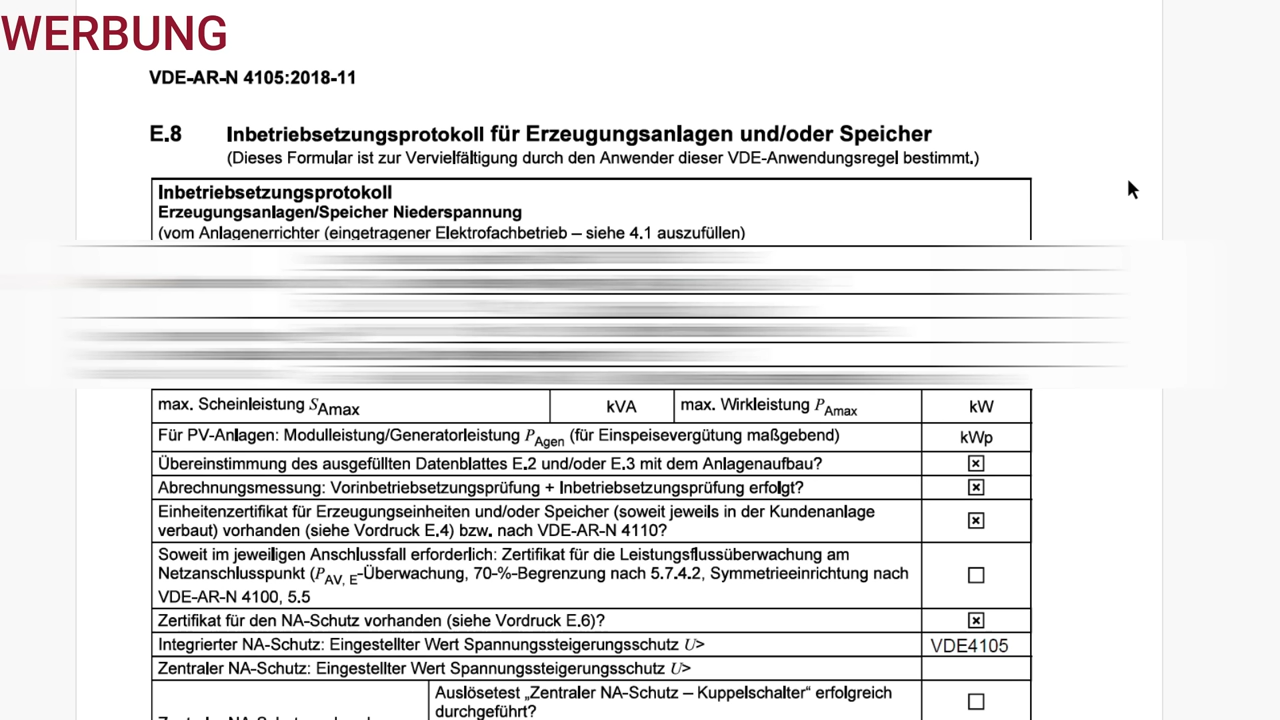 WERBUNG
VDE-AR-N 4105:2018-11
E.8 Inbetriebsetzungsprotokoll für Erzeugungsanlagen und/oder Speicher
(Dieses Formular ist zur Vervielfältigung durch den Anwender dieser VDE-Anwendungsregel bestimmt.)
Inbetriebsetzungsprotokoll
Erzeugungsanlagen/Speicher Niederspannung
(vom Anlagenerrichter (eingetragener Elektrofachbetrieb – siehe 4.1 auszufüllen)
max. Scheinleistung SAmax kVA max. Wirkleistung PAmax kW
Für PV-Anlagen: Modulleistung/Generatorleistung PAgen (für Einspeisevergütung maßgebend) kWp
Übereinstimmung des ausgefüllten Datenblattes E.2 und/oder E.3 mit dem Anlagenaufbau? ☒
Abrechnungsmessung: Vorinbetriebsetzungsprüfung + Inbetriebsetzungsprüfung erfolgt? ☒
Einheitenzertifikat für Erzeugungseinheiten und/oder Speicher (soweit jeweils in der Kundenanlage
verbaut) vorhanden (siehe Vordruck E.4) bzw. nach VDE-AR-N 4110? ☒
Soweit im jeweiligen Anschlussfall erforderlich: Zertifikat für die Leistungsflussüberwachung am
Netzanschlusspunkt (PAV, E-Überwachung, 70-%-Begrenzung nach 5.7.4.2, Symmetrieeinrichtung nach ☐
VDE-AR-N 4100, 5.5
Zertifikat für den NA-Schutz vorhanden (siehe Vordruck E.6)? ☒
Integrierter NA-Schutz: Eingestellter Wert Spannungssteigerungsschutz U> VDE4105
Zentraler NA-Schutz: Eingestellter Wert Spannungssteigerungsschutz U>
Auslösetest „Zentraler NA-Schutz – Kuppelschalter“ erfolgreich ☐
durchgeführt?